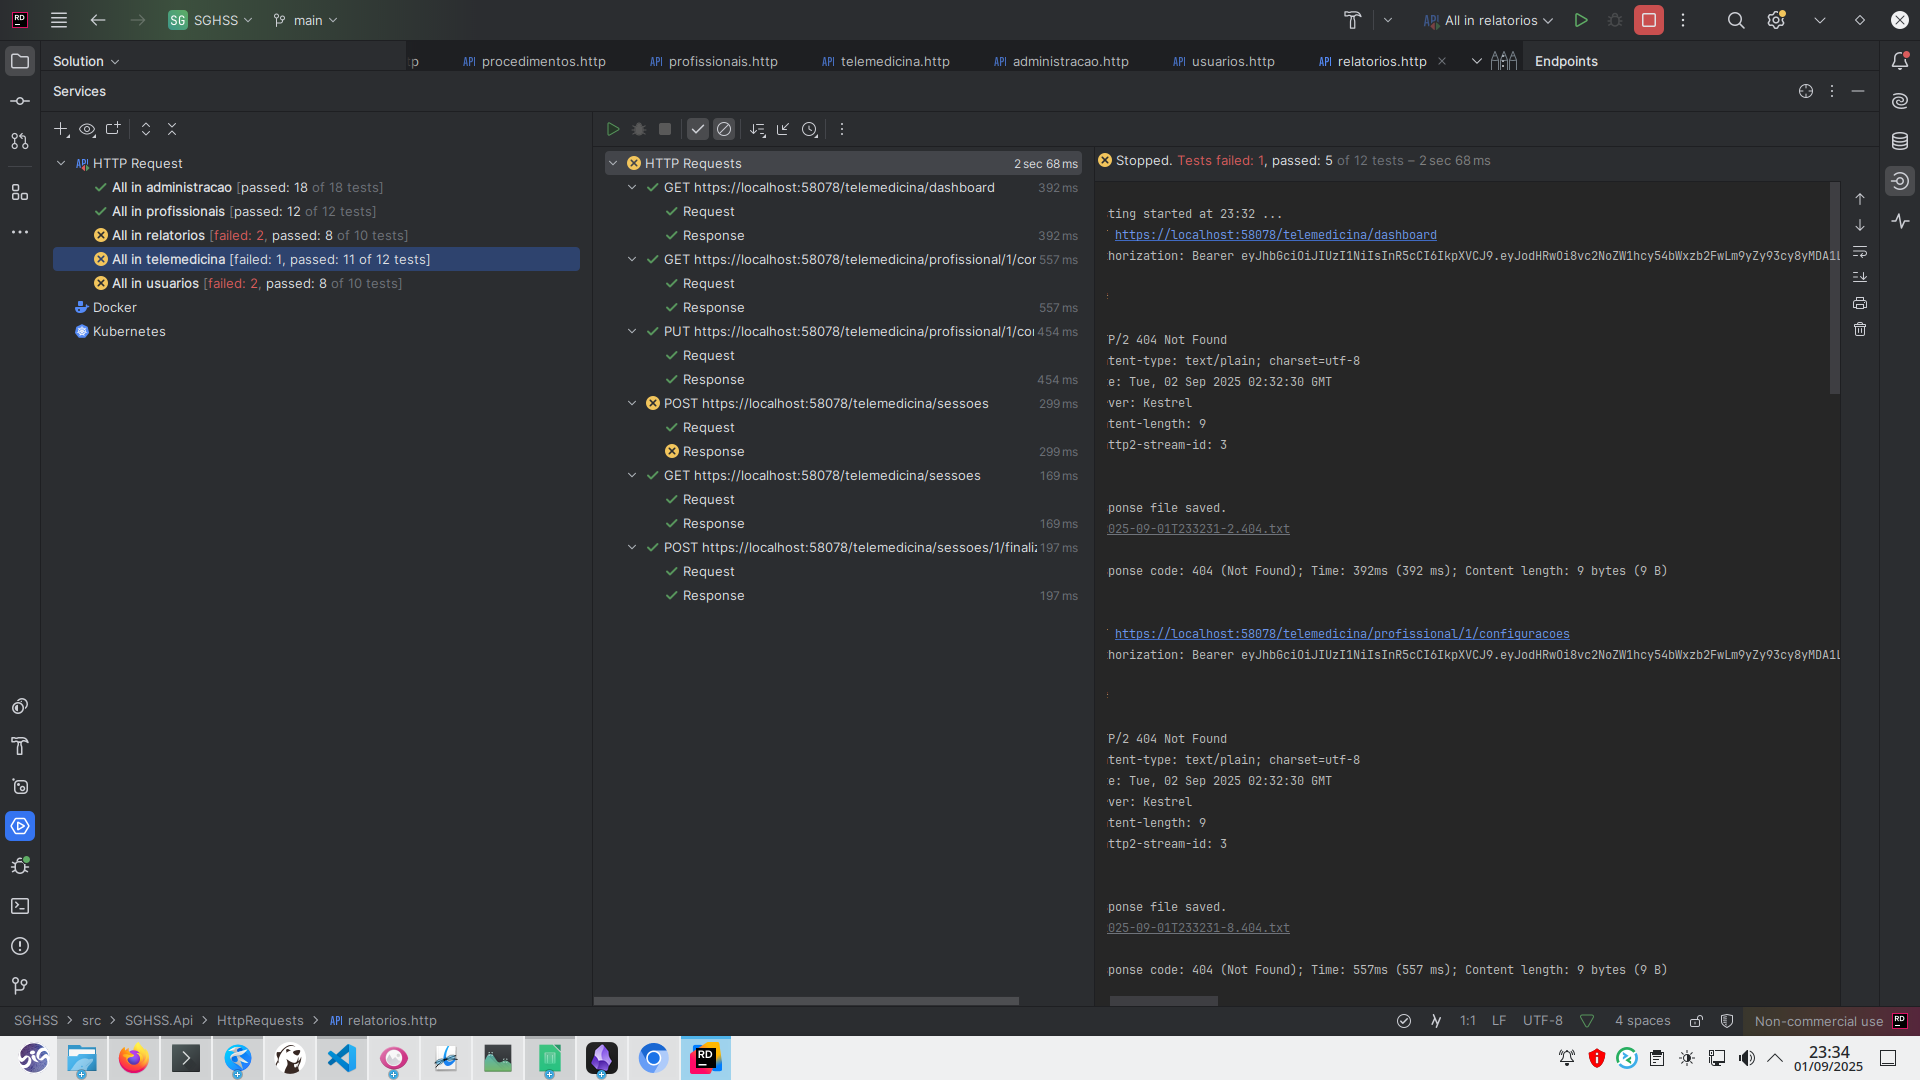 SG SGHSS main
All in relatorios
Solution
procedimentos.http
profissionais.http
telemedicina.http
administracao.http
usuarios.http
relatorios.http
Endpoints
Services
HTTP Request
All in administracao [passed: 18 of 18 tests]
All in profissionais [passed: 12 of 12 tests]
All in relatorios [failed: 2, passed: 8 of 10 tests]
All in telemedicina [failed: 1, passed: 11 of 12 tests]
All in usuarios [failed: 2, passed: 8 of 10 tests]
Docker
Kubernetes
HTTP Requests 2 sec 68 ms
GET https://localhost:58078/telemedicina/dashboard 392 ms
Request
Response 392 ms
GET https://localhost:58078/telemedicina/profissional/1/cor 557 ms
Request
Response 557 ms
PUT https://localhost:58078/telemedicina/profissional/1/cor 454 ms
Request
Response 454 ms
POST https://localhost:58078/telemedicina/sessoes 299 ms
Request
Response 299 ms
GET https://localhost:58078/telemedicina/sessoes 169 ms
Request
Response 169 ms
POST https://localhost:58078/telemedicina/sessoes/1/finaliz 197 ms
Request
Response 197 ms
Stopped. Tests failed: 1, passed: 5 of 12 tests – 2 sec 68 ms
ting started at 23:32 ...
https://localhost:58078/telemedicina/dashboard
horization: Bearer
P/2 404 Not Found
tent-type: text/plain; charset=utf-8
e: Tue, 02 Sep 2025 02:32:30 GMT
ver: Kestrel
tent-length: 9
ttp2-stream-id: 3
ponse file saved.
025-09-01T233231-2.404.txt
ponse code: 404 (Not Found); Time: 392ms (392 ms); Content length: 9 bytes (9 B)
https://localhost:58078/telemedicina/profissional/1/configuracoes
horization: Bearer
P/2 404 Not Found
tent-type: text/plain; charset=utf-8
e: Tue, 02 Sep 2025 02:32:30 GMT
ver: Kestrel
tent-length: 9
ttp2-stream-id: 3
ponse file saved.
025-09-01T233231-8.404.txt
ponse code: 404 (Not Found); Time: 557ms (557 ms); Content length: 9 bytes (9 B)
SGHSS > src > SGHSS.Api > HttpRequests > API relatorios.http
1:1 LF UTF-8 4 spaces Non-commercial use
23:34
01/09/2025